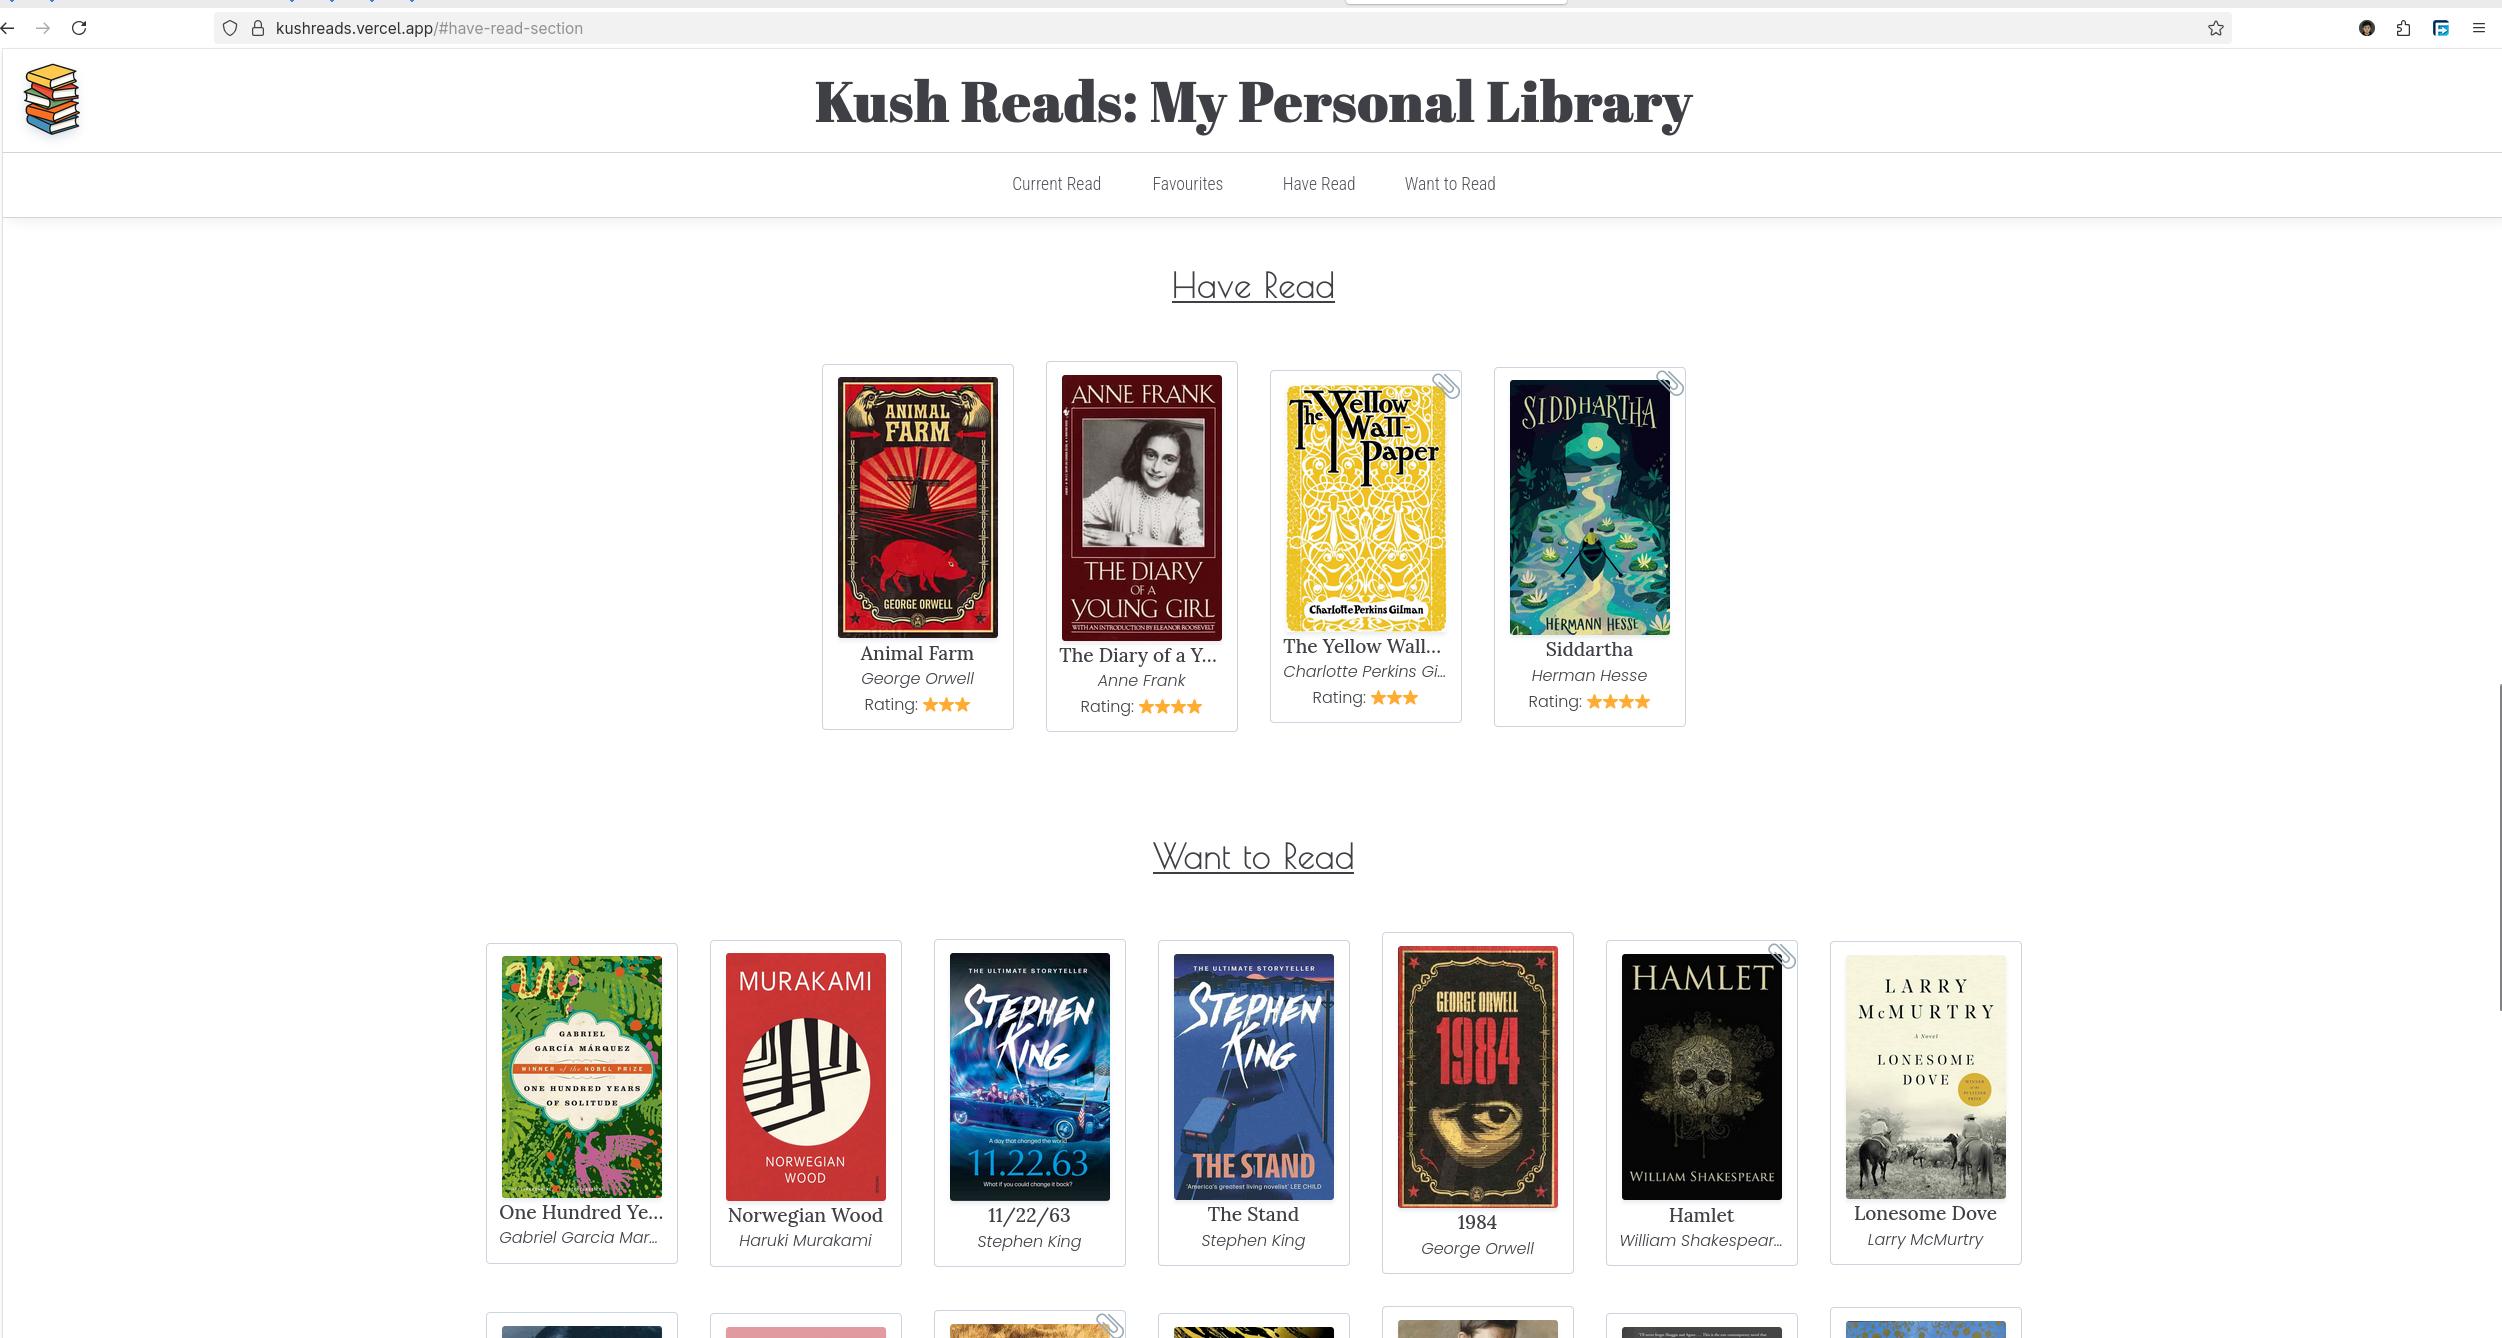 kushreads.vercel.app/#have-read-section
Kush Reads: My Personal Library
Current Read Favourites Have Read Want to Read
Have Read
ANIMAL
FARM
GEORGE ORWELL
Animal Farm
George Orwell
Rating:
ANNE FRANK
THE DIARY
OF A
YOUNG GIRL
WITH AN INTRODUCTION BY ELEANOR ROOSEVELT
The Diary of a Y...
Anne Frank
Rating:
The Yellow
Wall-
Paper
Charlotte Perkins Gilman
The Yellow Wall...
Charlotte Perkins Gi...
Rating:
SIDDHARTHA
HERMANN HESSE
Siddartha
Herman Hesse
Rating:
Want to Read
GABRIEL
GARCÍA MÁRQUEZ
WINNER of the NOBEL PRIZE
ONE HUNDRED YEARS
OF SOLITUDE
One Hundred Ye...
Gabriel Garcia Mar...
MURAKAMI
NORWEGIAN
WOOD
Norwegian Wood
Haruki Murakami
THE ULTIMATE STORYTELLER
STEPHEN
KING
A day that changed the world
11.22.63
What if you could change it back?
11/22/63
Stephen King
THE ULTIMATE STORYTELLER
STEPHEN
KING
THE STAND
'America's greatest living novelist' LEE CHILD
The Stand
Stephen King
GEORGE ORWELL
1984
1984
George Orwell
HAMLET
WILLIAM SHAKESPEARE
Hamlet
William Shakespear...
LARRY
McMURTRY
A Novel
LONESOME
DOVE
WINNER
of the
PULITZER
PRIZE
Lonesome Dove
Larry McMurtry